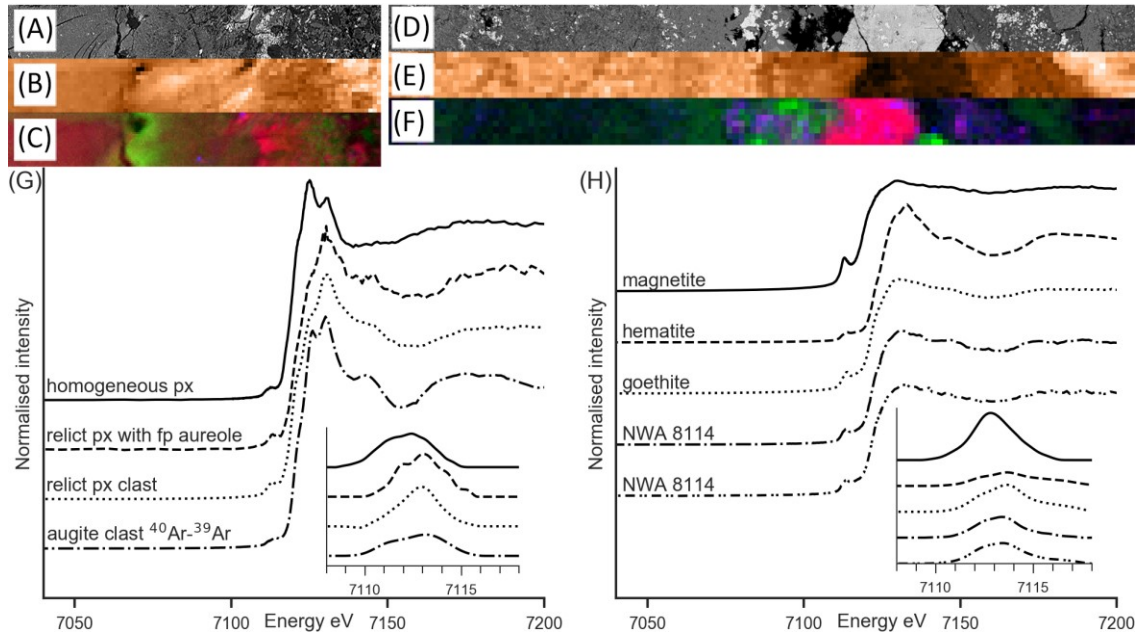 (A)
(B)
(C)
(D)
(E)
(F)
(G)
Normalised intensity
homogeneous px
relict px with fp aureole
relict px clast
augite clast ⁴⁰Ar-³⁹Ar
7110 7115
7050 7100 Energy eV 7150 7200
(H)
Normalised intensity
magnetite
hematite
goethite
NWA 8114
NWA 8114
7110 7115
7050 7100 Energy eV 7150 7200